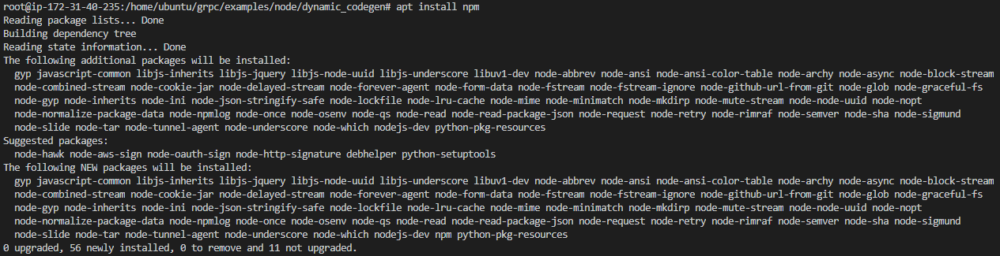 root@ip-172-31-40-235:/home/ubuntu/grpc/examples/node/dynamic_codegen# apt install npm
Reading package lists... Done
Building dependency tree
Reading state information... Done
The following additional packages will be installed:
  gyp javascript-common libjs-inherits libjs-jquery libjs-node-uuid libjs-underscore libuv1-dev node-abbrev node-ansi node-ansi-color-table node-archy node-async node-block-stream
  node-combined-stream node-cookie-jar node-delayed-stream node-forever-agent node-form-data node-fstream node-fstream-ignore node-github-url-from-git node-glob node-graceful-fs
  node-gyp node-inherits node-ini node-json-stringify-safe node-lockfile node-lru-cache node-mime node-minimatch node-mkdirp node-mute-stream node-node-uuid node-nopt
  node-normalize-package-data node-npmlog node-once node-osenv node-qs node-read node-read-package-json node-request node-retry node-rimraf node-semver node-sha node-sigmund
  node-slide node-tar node-tunnel-agent node-underscore node-which nodejs-dev python-pkg-resources
Suggested packages:
  node-hawk node-aws-sign node-oauth-sign node-http-signature debhelper python-setuptools
The following NEW packages will be installed:
  gyp javascript-common libjs-inherits libjs-jquery libjs-node-uuid libjs-underscore libuv1-dev node-abbrev node-ansi node-ansi-color-table node-archy node-async node-block-stream
  node-combined-stream node-cookie-jar node-delayed-stream node-forever-agent node-form-data node-fstream node-fstream-ignore node-github-url-from-git node-glob node-graceful-fs
  node-gyp node-inherits node-ini node-json-stringify-safe node-lockfile node-lru-cache node-mime node-minimatch node-mkdirp node-mute-stream node-node-uuid node-nopt
  node-normalize-package-data node-npmlog node-once node-osenv node-qs node-read node-read-package-json node-request node-retry node-rimraf node-semver node-sha node-sigmund
  node-slide node-tar node-tunnel-agent node-underscore node-which nodejs-dev npm python-pkg-resources
0 upgraded, 56 newly installed, 0 to remove and 11 not upgraded.